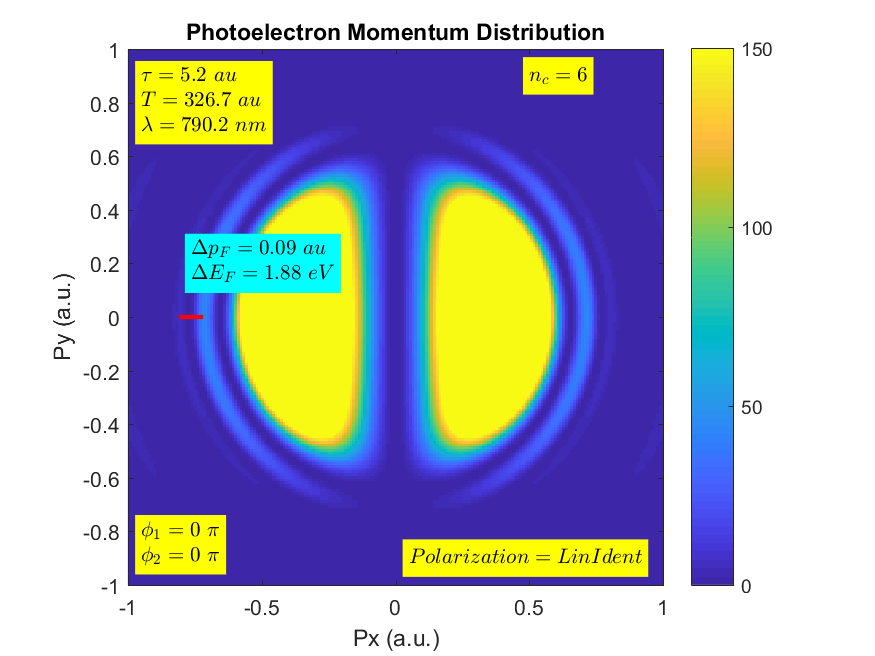 Photoelectron Momentum Distribution
τ = 5.2 au
T = 326.7 au
λ = 790.2 nm
n_c = 6
Δp_F = 0.09 au
ΔE_F = 1.88 eV
ϕ_1 = 0 π
ϕ_2 = 0 π
Polarization = LinIdent
1
0.8
0.6
0.4
0.2
0
-0.2
-0.4
-0.6
-0.8
-1
Py (a.u.)
-1
-0.5
0
0.5
1
Px (a.u.)
150
100
50
0